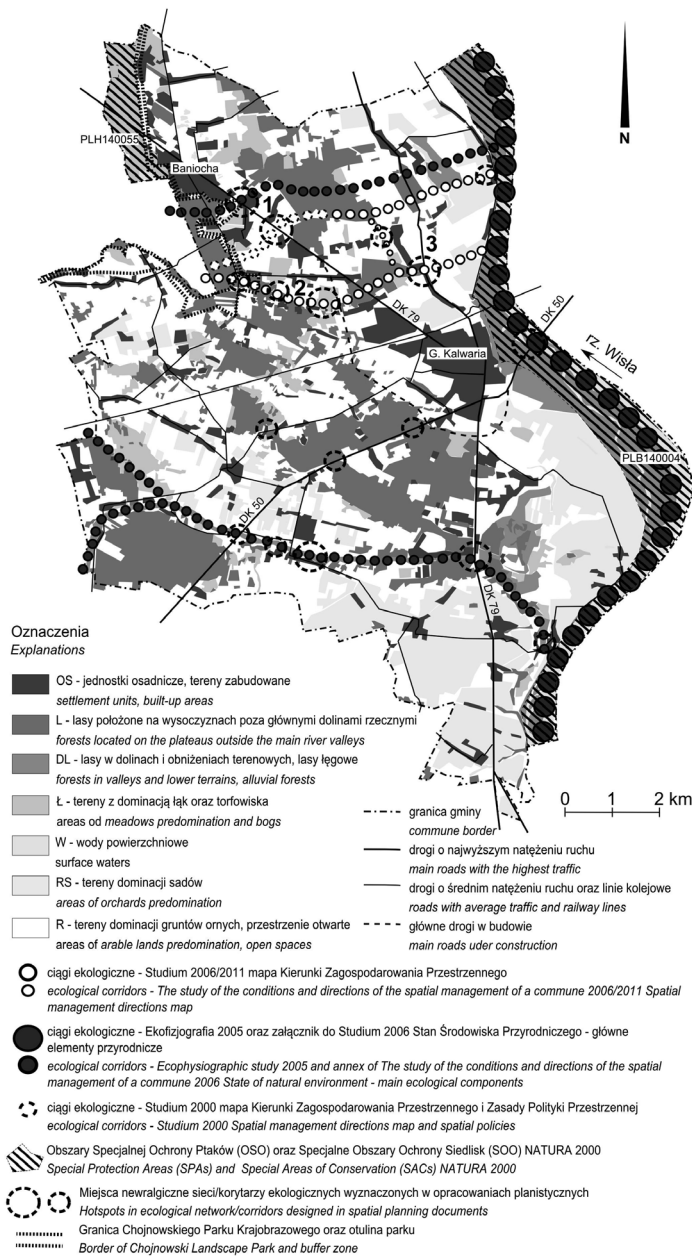 N
PLH140055
Baniocha
1
2
3
DK 79
DK 50
rz. Wisła
G. Kalwaria
PLB140004
DK 50
DK 79
Oznaczenia
Explanations
OS - jednostki osadnicze, tereny zabudowane
settlement units, built-up areas
L - lasy położone na wysoczyznach poza głównymi dolinami rzecznymi
forests located on the plateaus outside the main river valleys
DL - lasy w dolinach i obniżeniach terenowych, lasy łęgowe
forests in valleys and lower terrains, alluvial forests
Ł - tereny z dominacją łąk oraz torfowiska
areas od meadows predomination and bogs
W - wody powierzchniowe
surface waters
RS - tereny dominacji sadów
areas of orchards predomination
R - tereny dominacji gruntów ornych, przestrzenie otwarte
areas of arable lands predomination, open spaces
0 1 2 km
granica gminy
commune border
drogi o najwyższym natężeniu ruchu
main roads with the highest traffic
drogi o średnim natężeniu ruchu oraz linie kolejowe
roads with average traffic and railway lines
główne drogi w budowie
main roads uder construction
ciągi ekologiczne - Studium 2006/2011 mapa Kierunki Zagospodarowania Przestrzennego
ecological corridors - The study of the conditions and directions of the spatial management of a commune 2006/2011 Spatial
management directions map
ciągi ekologiczne - Ekofizjografia 2005 oraz załącznik do Studium 2006 Stan Środowiska Przyrodniczego - główne
elementy przyrodnicze
ecological corridors - Ecophysiographic study 2005 and annex of The study of the conditions and directions of the spatial
management of a commune 2006 State of natural environment - main ecological components
ciągi ekologiczne - Studium 2000 mapa Kierunki Zagospodarowania Przestrzennego i Zasady Polityki Przestrzennej
ecological corridors - Studium 2000 Spatial management directions map and spatial policies
Obszary Specjalnej Ochrony Ptaków (OSO) oraz Specjalne Obszary Ochrony Siedlisk (SOO) NATURA 2000
Special Protection Areas (SPAs) and Special Areas of Conservation (SACs) NATURA 2000
Miejsca newralgiczne sieci/korytarzy ekologicznych wyznaczonych w opracowaniach planistycznych
Hotspots in ecological network/corridors designed in spatial planning documents
Granica Chojnowskiego Parku Krajobrazowego oraz otulina parku
Border of Chojnowski Landscape Park and buffer zone